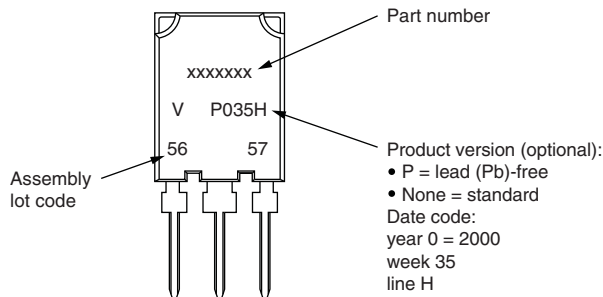 Part number
xxxxxxx
V P035H
56 57
Assembly
lot code
Product version (optional):
• P = lead (Pb)-free
• None = standard
Date code:
year 0 = 2000
week 35
line H